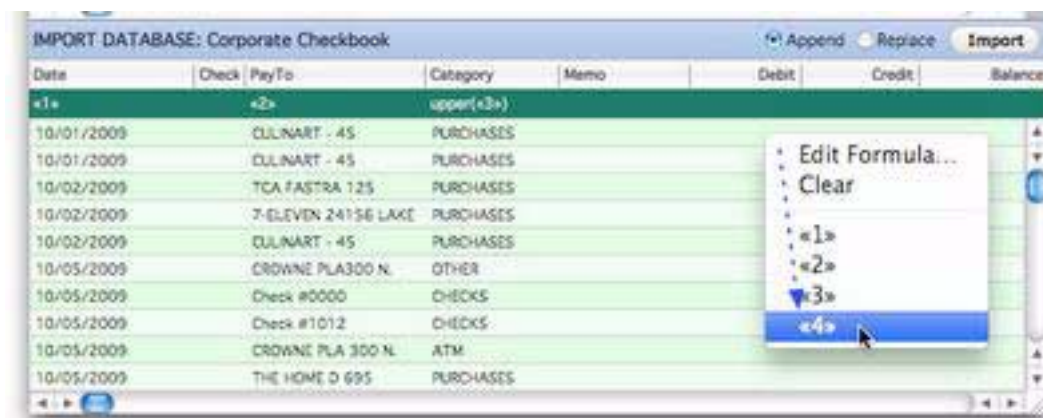 IMPORT DATABASE: Corporate Checkbook Append Replace Import
Date Check PayTo Category Memo Debit Credit Balance
«1» «2» upper(«3»)
10/01/2009 CULINART - 45 PURCHASES
10/01/2009 CULINART - 45 PURCHASES
10/02/2009 TCA FASTRA 125 PURCHASES
10/02/2009 7-ELEVEN 24156 LAKE PURCHASES
10/02/2009 CULINART - 45 PURCHASES
10/05/2009 CROWNE PLA300 N. OTHER
10/05/2009 Check #0000 CHECKS
10/05/2009 Check #1012 CHECKS
10/05/2009 CROWNE PLA 300 N. ATM
10/05/2009 THE HOME D 695 PURCHASES
Edit Formula...
Clear
«1»
«2»
«3»
«4»